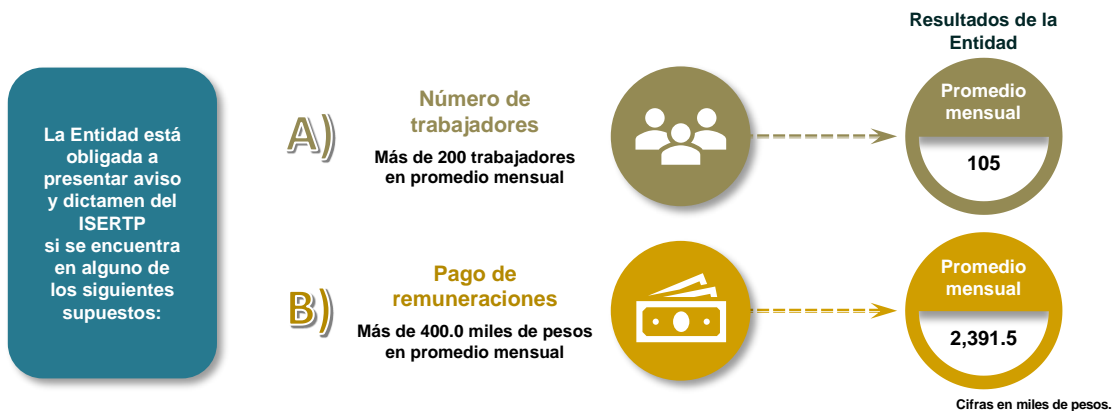 La Entidad está
obligada a
presentar aviso
y dictamen del
ISERTP
si se encuentra
en alguno de
los siguientes
supuestos:
Resultados de la
Entidad
A)
Número de
trabajadores
Más de 200 trabajadores
en promedio mensual
Promedio
mensual
105
B)
Pago de
remuneraciones
Más de 400.0 miles de pesos
en promedio mensual
Promedio
mensual
2,391.5
Cifras en miles de pesos.